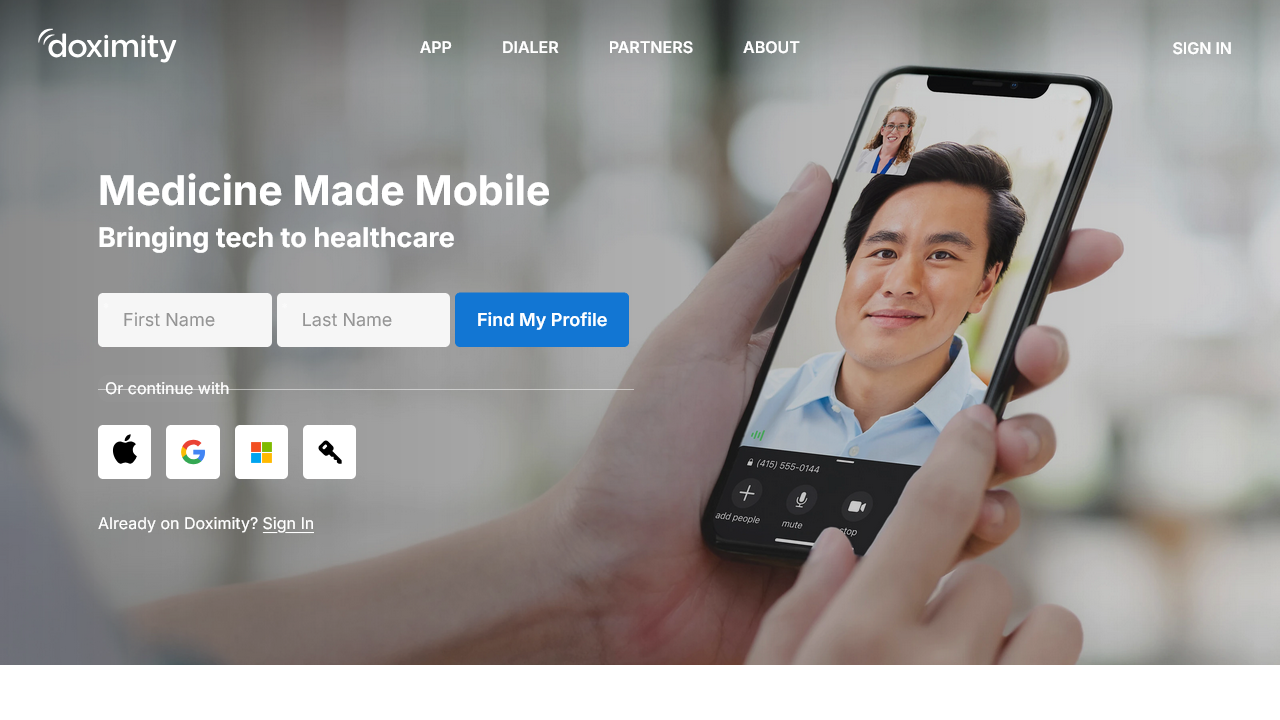 doximity
APP
DIALER
PARTNERS
ABOUT
SIGN IN
Medicine Made Mobile
Bringing tech to healthcare
First Name
Last Name
Find My Profile
Or continue with
Already on Doximity? Sign In
(415) 555-0144
add people
mute
stop